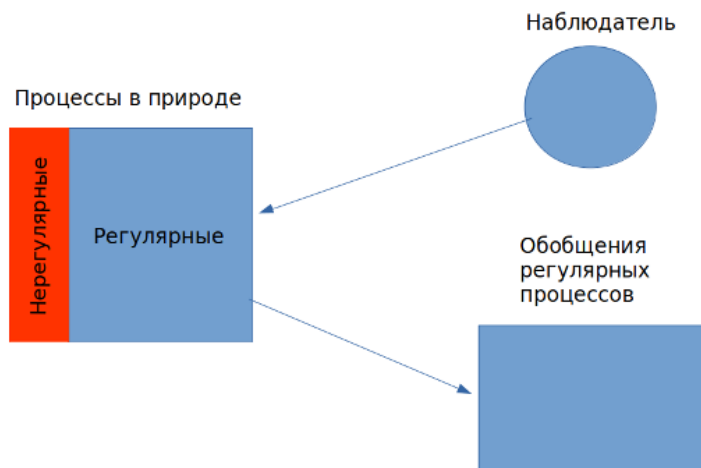 Наблюдатель
Процессы в природе
Нерегулярные
Регулярные
Обобщения
регулярных
процессов